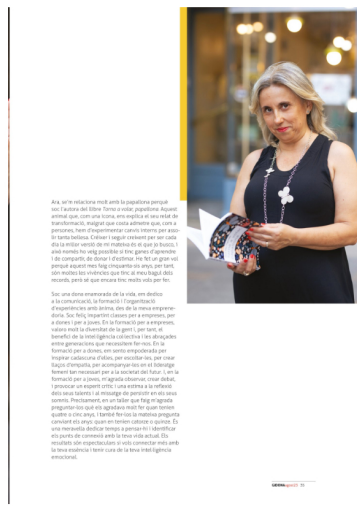 Ara, se'm relaciona molt amb la papallona perquè
soc l'autora del llibre Torna a volar, papallona. Aquest
animal que, com una icona, ens explica el seu relat de
transformació, malgrat que costa admetre que, com a
persones, hem d'experimentar canvis interns per asso-
lir tanta bellesa. Créixer i seguir creixent per ser cada
dia la millor versió de mi mateixa és el que jo busco, i
això només ho veig possible si tinc ganes d'aprendre
i de compartir, de donar i d'estimar. He fet un gran vol
perquè aquest maig faig cinquanta-sis anys, per tant,
són moltes les vivències que tinc al meu bagul dels
records, però sé que encara tinc molts vols per fer.
Soc una dona enamorada de la vida, em dedico
a la comunicació, la formació i l'organització
d'experiències amb ànima, des de la meva emprene-
doria. Soc feliç impartint classes per a empreses, per
a dones i per a joves. En la formació per a empreses,
valoro molt la diversitat de la gent i, per tant, el
benefici de la intel·ligència col·lectiva i les abraçades
entre generacions que necessitem fer-nos. En la
formació per a dones, em sento empoderada per
inspirar cadascuna d'elles, per escoltar-les, per crear
llaços d'empatia, per acompanyar-les en el lideratge
femení tan necessari per a la societat del futur. I, en la
formació per a joves, m'agrada observar, crear debat,
i provocar un esperit crític i una estima a la reflexió
dels seus talents i al missatge de persistir en els seus
somnis. Precisament, en un taller que faig m'agrada
preguntar-los què els agradava molt fer quan tenien
quatre o cinc anys, i també fer-los la mateixa pregunta
canviant els anys: quan en tenien catorze o quinze. És
una meravella dedicar temps a pensar-hi i identificar
els punts de connexió amb la teva vida actual. Els
resultats són espectaculars si vols connectar més amb
la teva essència i tenir cura de la teva intel·ligència
emocional.